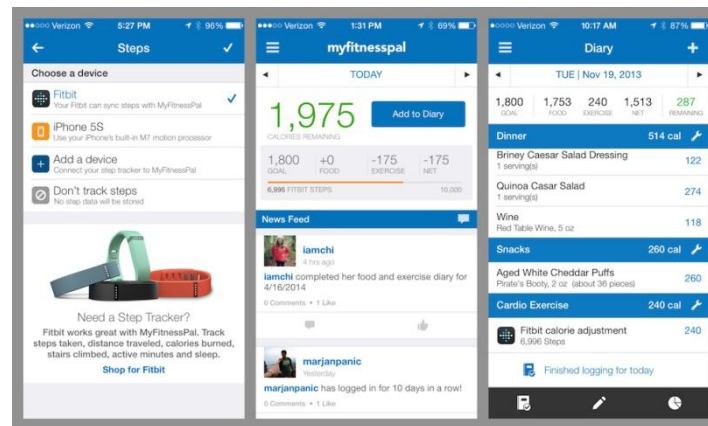 Verizon 5:27 PM 96%
Steps
Choose a device
Fitbit
Your Fitbit can sync steps with MyFitnessPal
iPhone 5S
Use your iPhone's built-in M7 motion processor
Add a device
Connect your step tracker to MyFitnessPal
Don't track steps
No step data will be stored
Need a Step Tracker?
Fitbit works great with MyFitnessPal. Track
steps taken, distance traveled, calories burned,
stairs climbed, active minutes and sleep.
Shop for Fitbit
Verizon 1:31 PM 69%
myfitnesspal
TODAY
1,975
CALORIES REMAINING
Add to Diary
1,800 +0 -175 -175
GOAL FOOD EXERCISE NET
6,996 FITBIT STEPS 10,000
News Feed
iamchi
4 hrs ago
iamchi completed her food and exercise diary for
4/16/2014
0 Comments • 1 Like
marjanpanic
Yesterday
marjanpanic has logged in for 10 days in a row!
0 Comments • 1 Like
Verizon 10:17 AM 87%
Diary
TUE | Nov 19, 2013
1,800 1,753 240 1,513 287
GOAL FOOD EXERCISE NET REMAINING
Dinner 514 cal
Briney Caesar Salad Dressing 122
1 serving(s)
Quinoa Casar Salad 274
1 serving(s)
Wine 118
Red Table Wine, 5 oz
Snacks 260 cal
Aged White Cheddar Puffs 260
Pirate's Booty, 2 oz (about 36 pieces)
Cardio Exercise 240 cal
Fitbit calorie adjustment 240
6,996 Steps
Finished logging for today